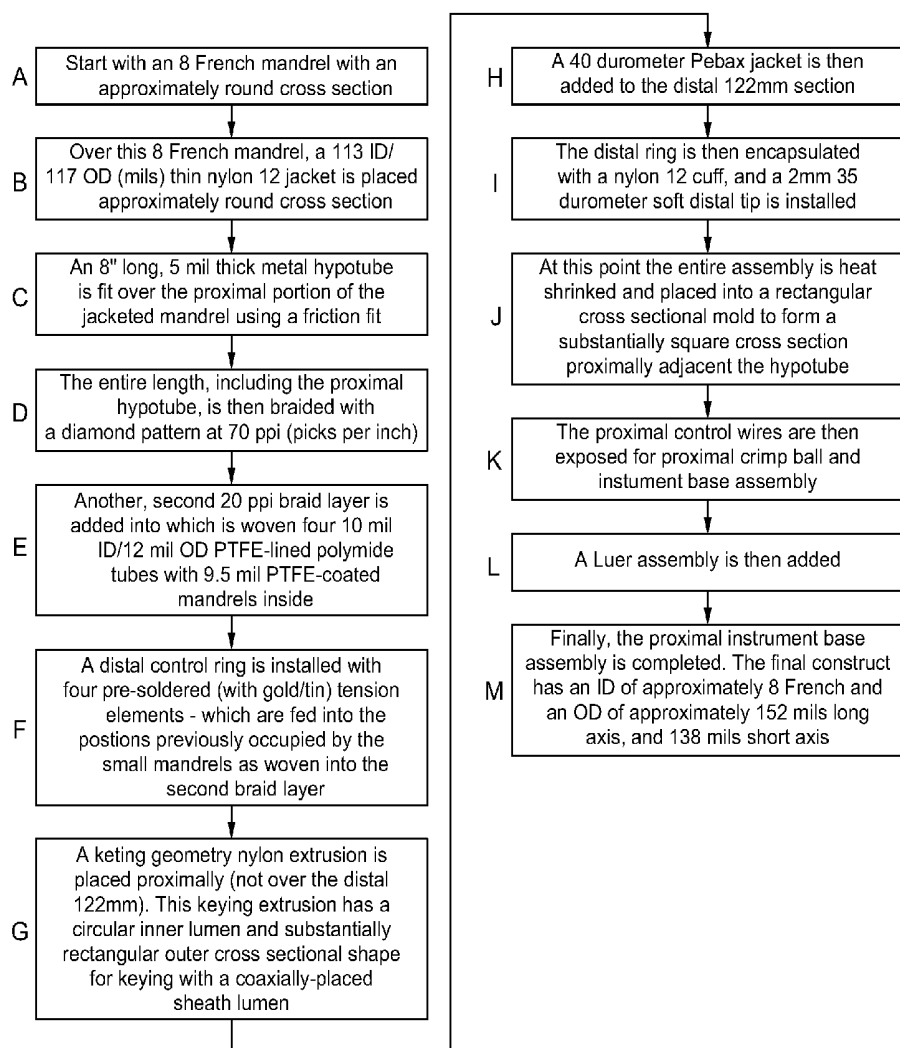 A
Start with an 8 French mandrel with an
approximately round cross section
B
Over this 8 French mandrel, a 113 ID/
117 OD (mils) thin nylon 12 jacket is placed
approximately round cross section
C
An 8" long, 5 mil thick metal hypotube
is fit over the proximal portion of the
jacketed mandrel using a friction fit
D
The entire length, including the proximal
hypotube, is then braided with
a diamond pattern at 70 ppi (picks per inch)
E
Another, second 20 ppi braid layer is
added into which is woven four 10 mil
ID/12 mil OD PTFE-lined polymide
tubes with 9.5 mil PTFE-coated
mandrels inside
F
A distal control ring is installed with
four pre-soldered (with gold/tin) tension
elements - which are fed into the
postions previously occupied by the
small mandrels as woven into the
second braid layer
G
A keting geometry nylon extrusion is
placed proximally (not over the distal
122mm). This keying extrusion has a
circular inner lumen and substantially
rectangular outer cross sectional shape
for keying with a coaxially-placed
sheath lumen
H
A 40 durometer Pebax jacket is then
added to the distal 122mm section
I
The distal ring is then encapsulated
with a nylon 12 cuff, and a 2mm 35
durometer soft distal tip is installed
J
At this point the entire assembly is heat
shrinked and placed into a rectangular
cross sectional mold to form a
substantially square cross section
proximally adjacent the hypotube
K
The proximal control wires are then
exposed for proximal crimp ball and
instument base assembly
L
A Luer assembly is then added
M
Finally, the proximal instrument base
assembly is completed. The final construct
has an ID of approximately 8 French and
an OD of approximately 152 mils long
axis, and 138 mils short axis